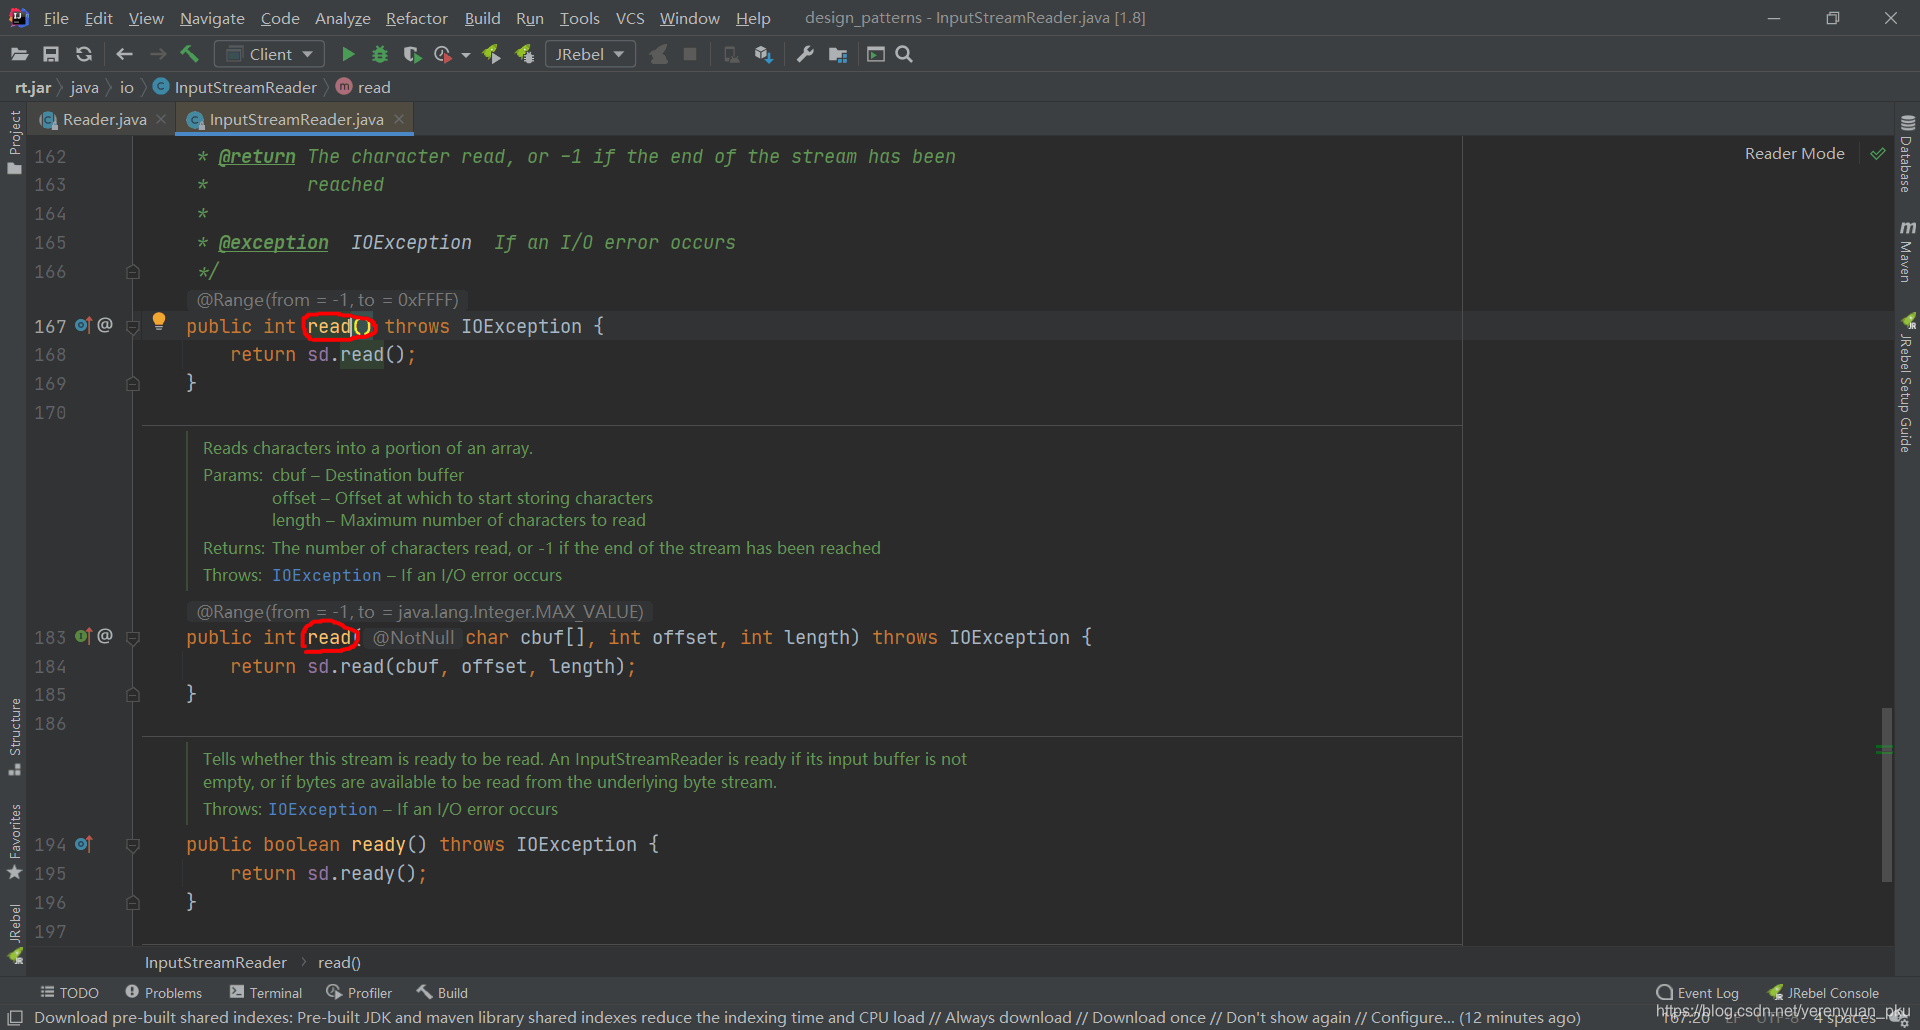 File Edit View Navigate Code Analyze Refactor Build Run Tools VCS Window Help design_patterns - InputStreamReader.java [1.8]
Client JRebel
rt.jar java io InputStreamReader read
Reader.java InputStreamReader.java
Reader Mode
162 * @return The character read, or -1 if the end of the stream has been
163 * reached
164 *
165 * @exception IOException If an I/O error occurs
166 */
@Range(from = -1, to = 0xFFFF)
167 @ public int read() throws IOException {
168 return sd.read();
169 }
170
Reads characters into a portion of an array.
Params: cbuf – Destination buffer
offset – Offset at which to start storing characters
length – Maximum number of characters to read
Returns: The number of characters read, or -1 if the end of the stream has been reached
Throws: IOException – If an I/O error occurs
@Range(from = -1, to = java.lang.Integer.MAX_VALUE)
183 @ public int read( @NotNull char cbuf[], int offset, int length) throws IOException {
184 return sd.read(cbuf, offset, length);
185 }
186
Tells whether this stream is ready to be read. An InputStreamReader is ready if its input buffer is not
empty, or if bytes are available to be read from the underlying byte stream.
Throws: IOException – If an I/O error occurs
194 public boolean ready() throws IOException {
195 return sd.ready();
196 }
197
Project
Structure
Favorites
JRebel
Database
Maven
JRebel Setup Guide
InputStreamReader read()
TODO Problems Terminal Profiler Build Event Log JRebel Console
Download pre-built shared indexes: Pre-built JDK and maven library shared indexes reduce the indexing time and CPU load // Always download // Download once // Don't show again // Configure... (12 minutes ago) 167:20 LF UTF-8 4 spaces
https://blog.csdn.net/yerenyuan_pku